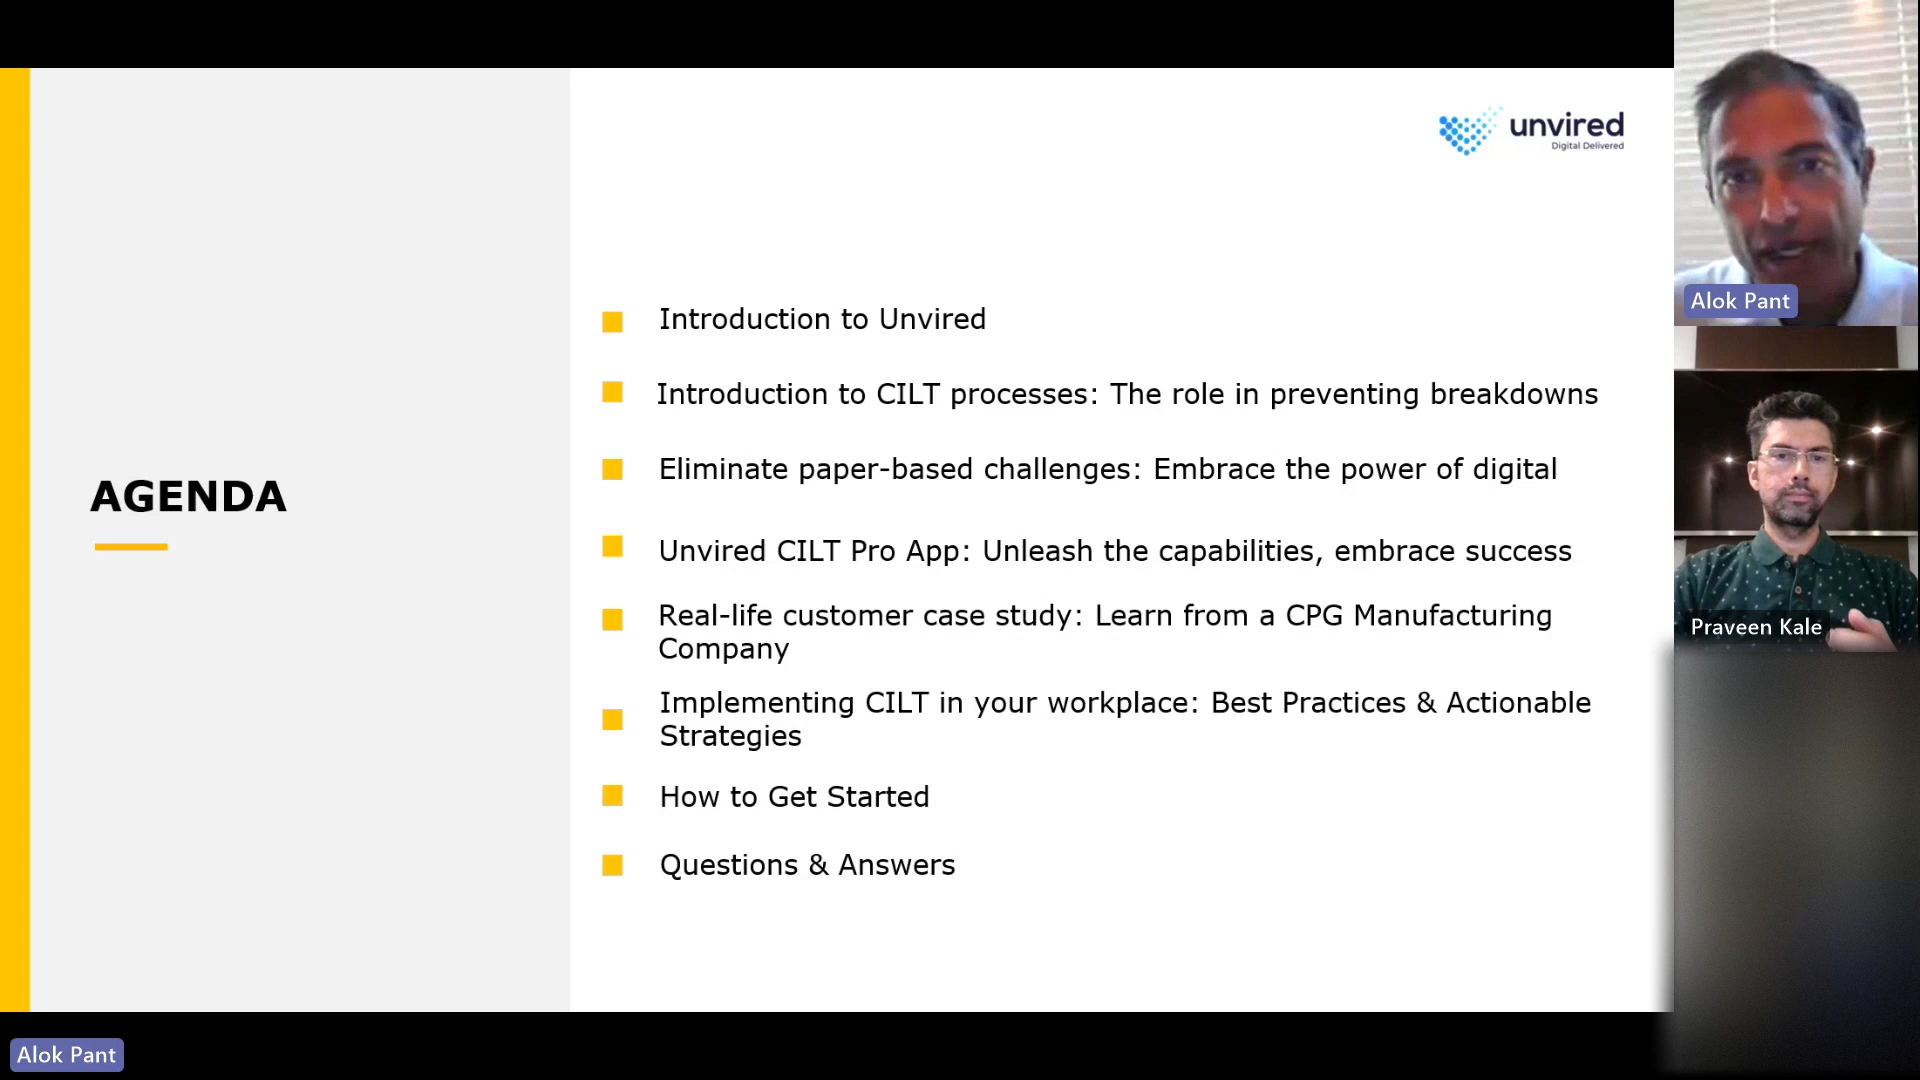 unvired
Digital Delivered
AGENDA
Introduction to Unvired
Introduction to CILT processes: The role in preventing breakdowns
Eliminate paper-based challenges: Embrace the power of digital
Unvired CILT Pro App: Unleash the capabilities, embrace success
Real-life customer case study: Learn from a CPG Manufacturing
Company
Implementing CILT in your workplace: Best Practices & Actionable
Strategies
How to Get Started
Questions & Answers
Alok Pant
Praveen Kale
Alok Pant